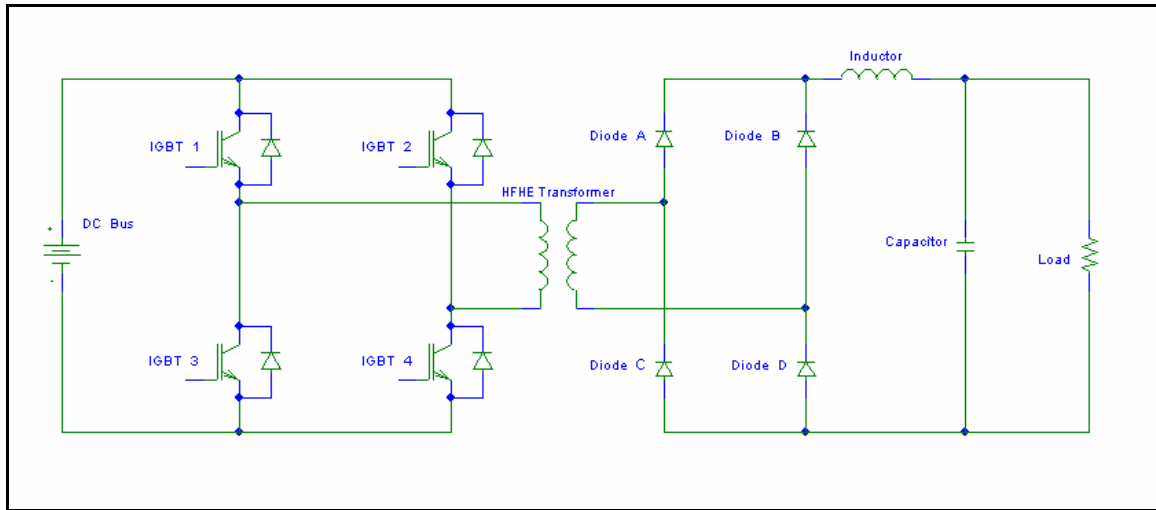 Inductor
Diode A
Diode B
IGBT 1
IGBT 2
HFHE Transformer
+
DC Bus
-
Capacitor
Load
IGBT 3
IGBT 4
Diode C
Diode D